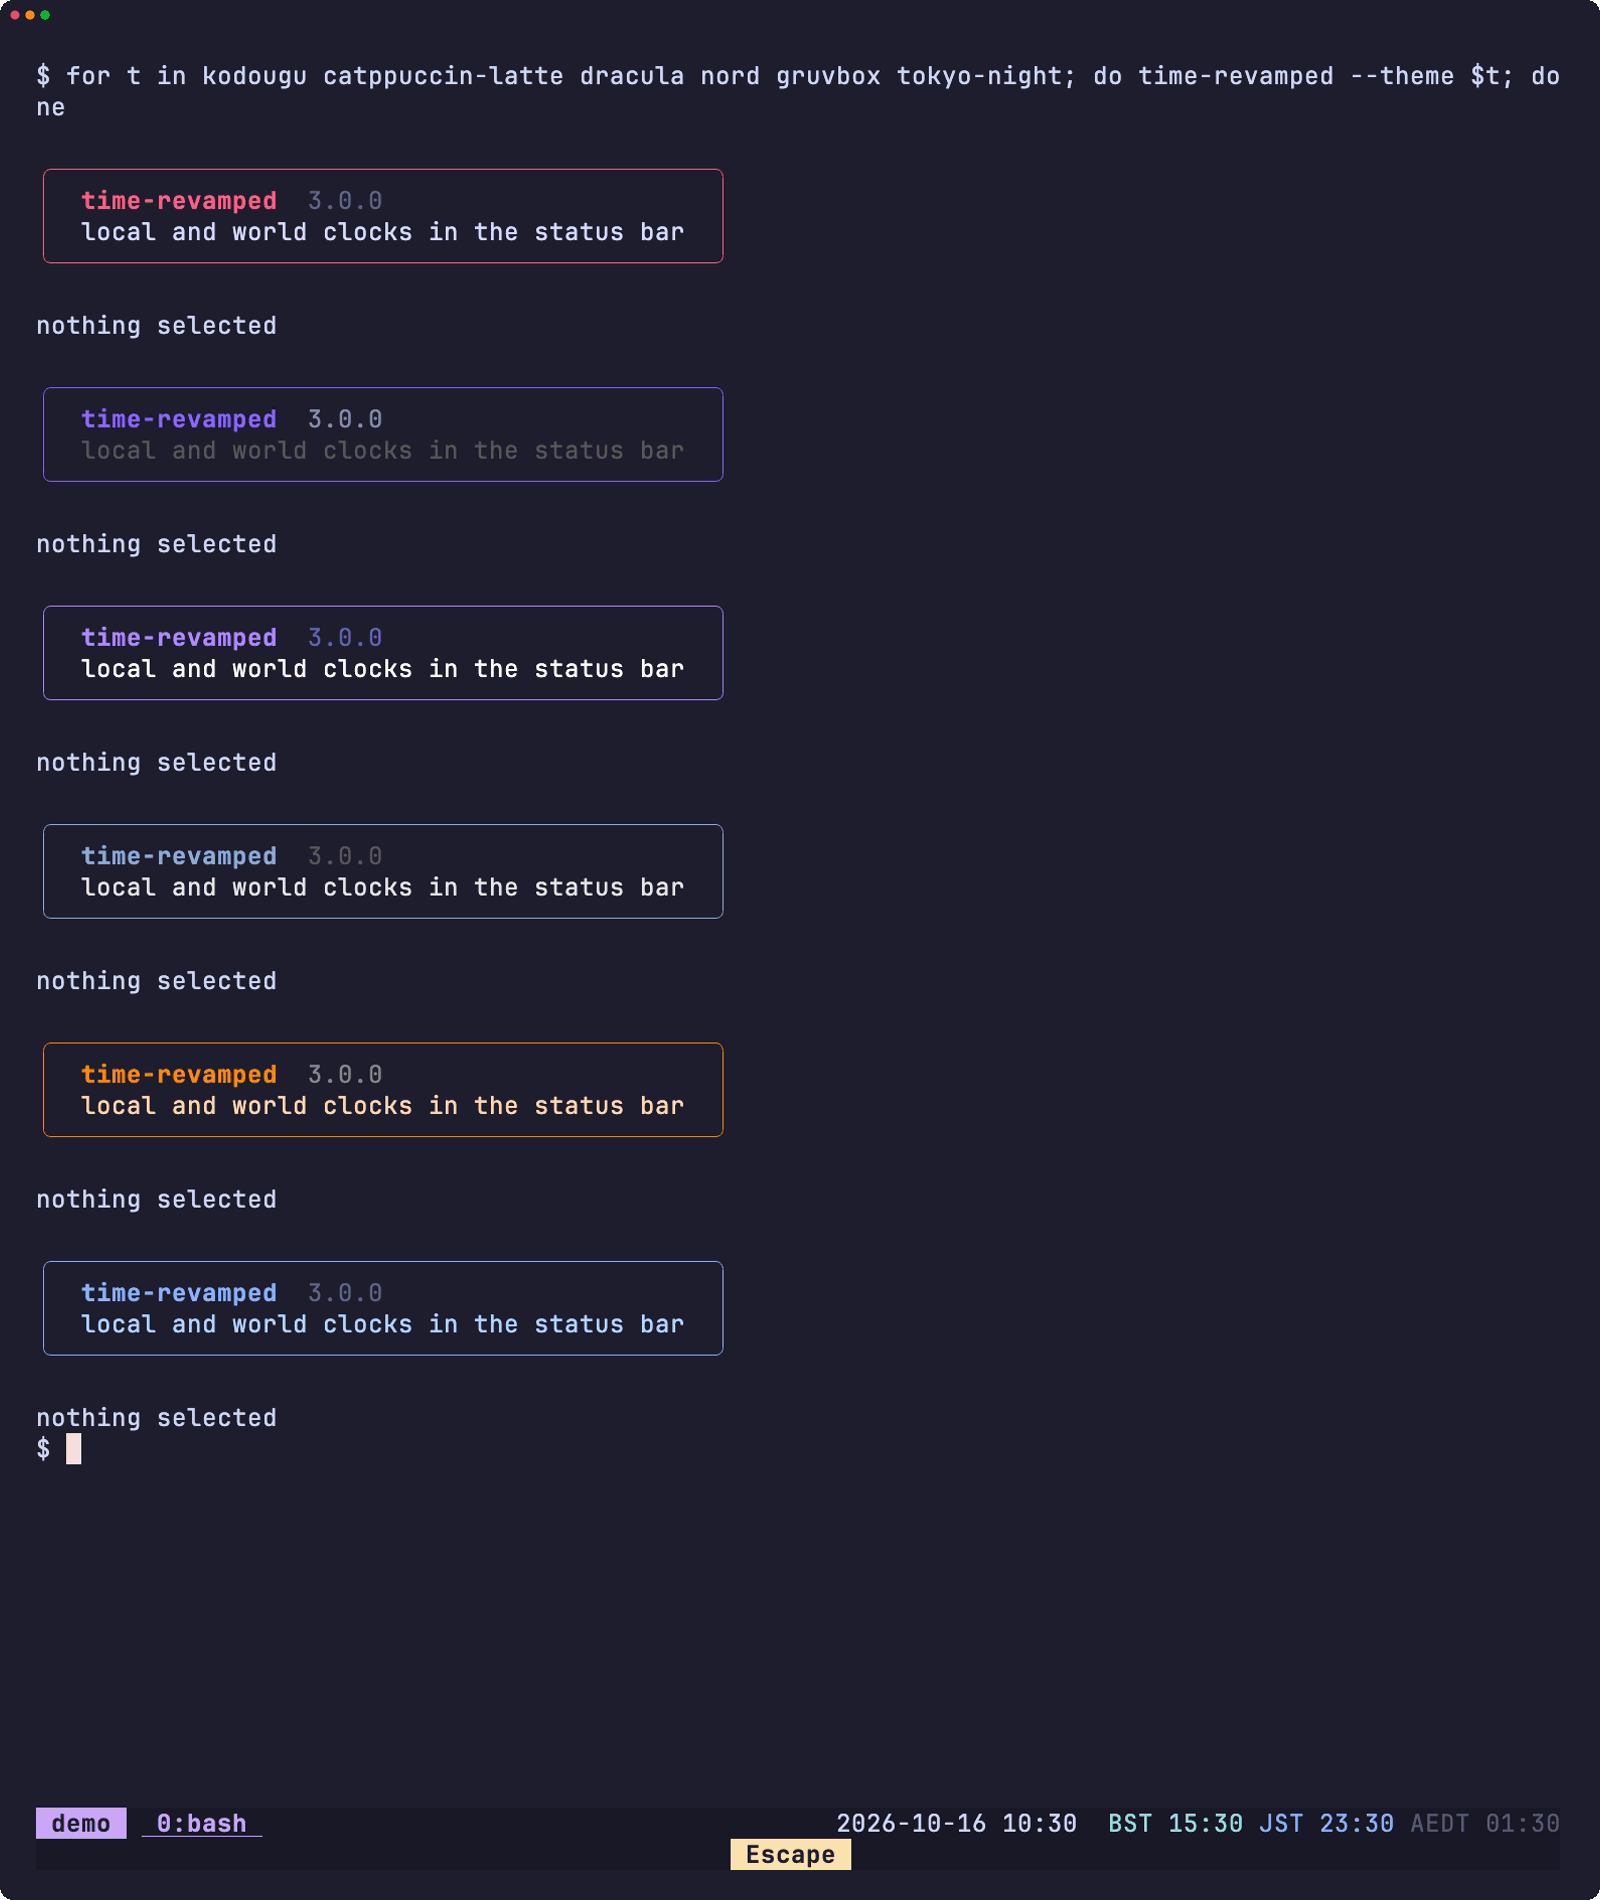 $ for t in kodougu catppuccin-latte dracula nord gruvbox tokyo-night; do time-revamped --theme $t; do
ne
time-revamped 3.0.0
local and world clocks in the status bar
nothing selected
time-revamped 3.0.0
local and world clocks in the status bar
nothing selected
time-revamped 3.0.0
local and world clocks in the status bar
nothing selected
time-revamped 3.0.0
local and world clocks in the status bar
nothing selected
time-revamped 3.0.0
local and world clocks in the status bar
nothing selected
time-revamped 3.0.0
local and world clocks in the status bar
nothing selected
$
demo 0:bash 2026-10-16 10:30 BST 15:30 JST 23:30 AEDT 01:30
Escape